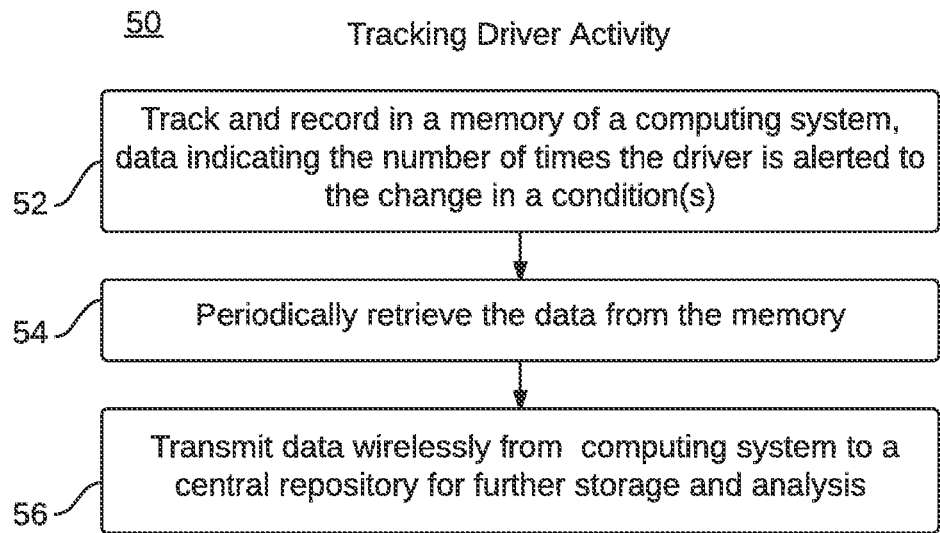 50
Tracking Driver Activity
Track and record in a memory of a computing system,
data indicating the number of times the driver is alerted to
the change in a condition(s)
52
Periodically retrieve the data from the memory
54
Transmit data wirelessly from computing system to a
central repository for further storage and analysis
56